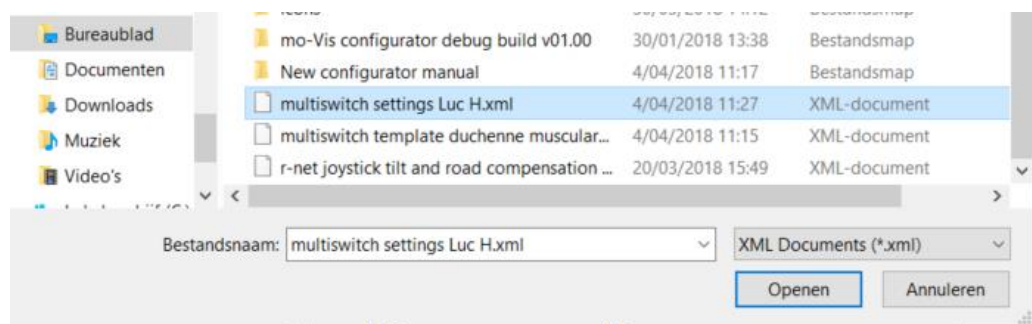 Bureaublad
Documenten
Downloads
Muziek
Video's
mo-Vis configurator debug build v01.00 30/01/2018 13:38 Bestandsmap
New configurator manual 4/04/2018 11:17 Bestandsmap
multiswitch settings Luc H.xml 4/04/2018 11:27 XML-document
multiswitch template duchenne muscular... 4/04/2018 11:15 XML-document
r-net joystick tilt and road compensation ... 20/03/2018 15:49 XML-document
Bestandsnaam: multiswitch settings Luc H.xml XML Documents (*.xml)
Openen Annuleren